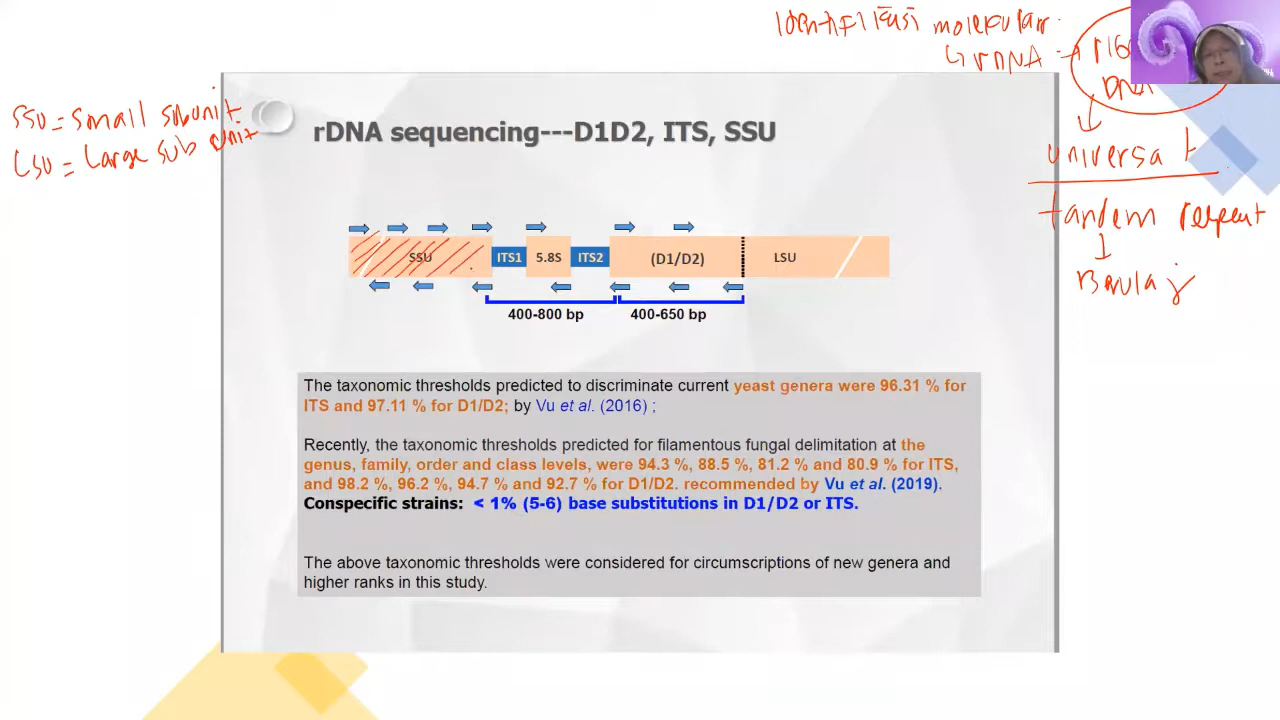 Identifikasi molekular
rDNA →
DNA
universal
tandem repeat
Berulang
SSU = Small subunit
LSU = Large sub unit
rDNA sequencing---D1D2, ITS, SSU
SSU ITS1 5.8S ITS2 (D1/D2) LSU
400-800 bp 400-650 bp
The taxonomic thresholds predicted to discriminate current yeast genera were 96.31 % for
ITS and 97.11 % for D1/D2; by Vu et al. (2016) ;
Recently, the taxonomic thresholds predicted for filamentous fungal delimitation at the
genus, family, order and class levels, were 94.3 %, 88.5 %, 81.2 % and 80.9 % for ITS,
and 98.2 %, 96.2 %, 94.7 % and 92.7 % for D1/D2. recommended by Vu et al. (2019).
Conspecific strains: < 1% (5-6) base substitutions in D1/D2 or ITS.
The above taxonomic thresholds were considered for circumscriptions of new genera and
higher ranks in this study.